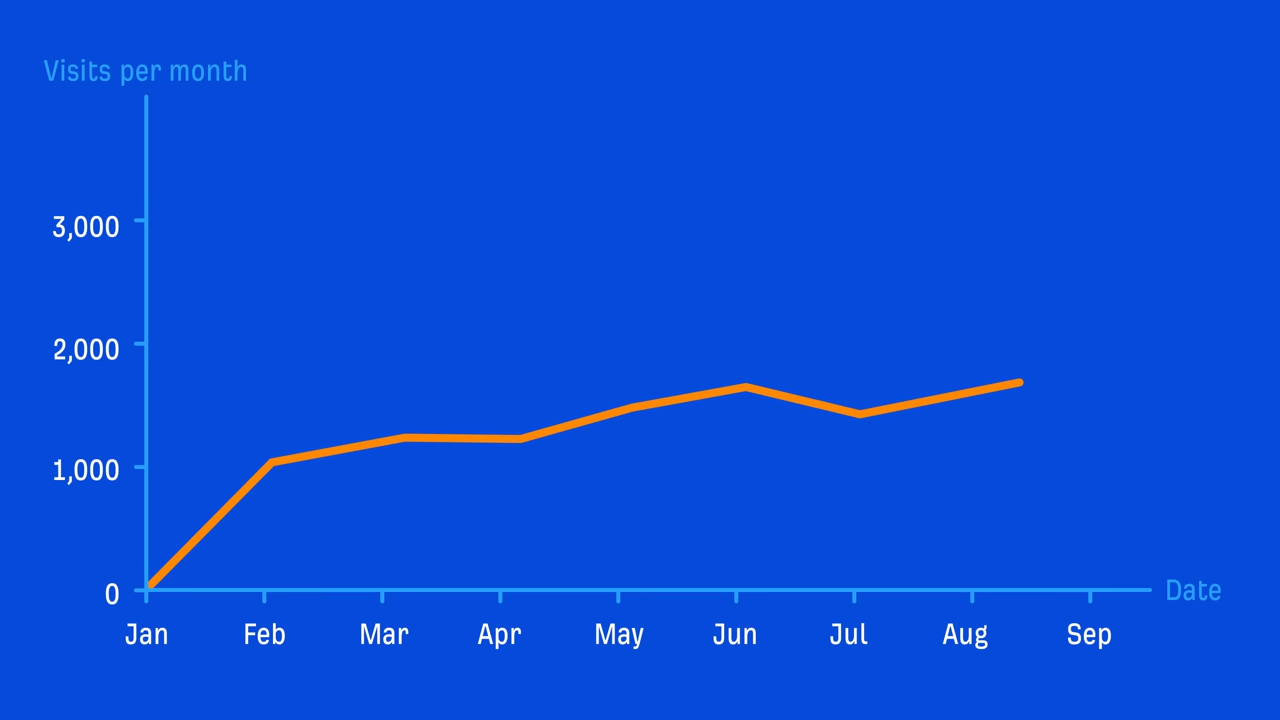 Visits per month
3,000
2,000
1,000
0
Date
Jan Feb Mar Apr May Jun Jul Aug Sep